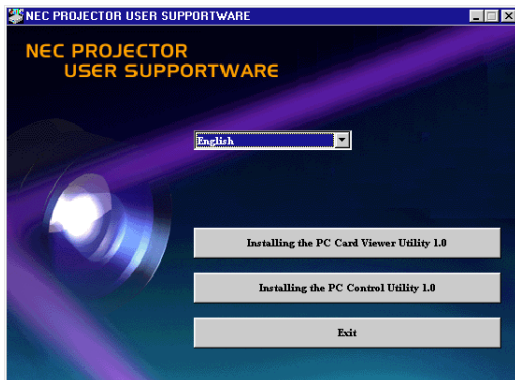 NEC PROJECTOR USER SUPPORTWARE
NEC PROJECTOR
USER SUPPORTWARE
English
Installing the PC Card Viewer Utility 1.0
Installing the PC Control Utility 1.0
Exit